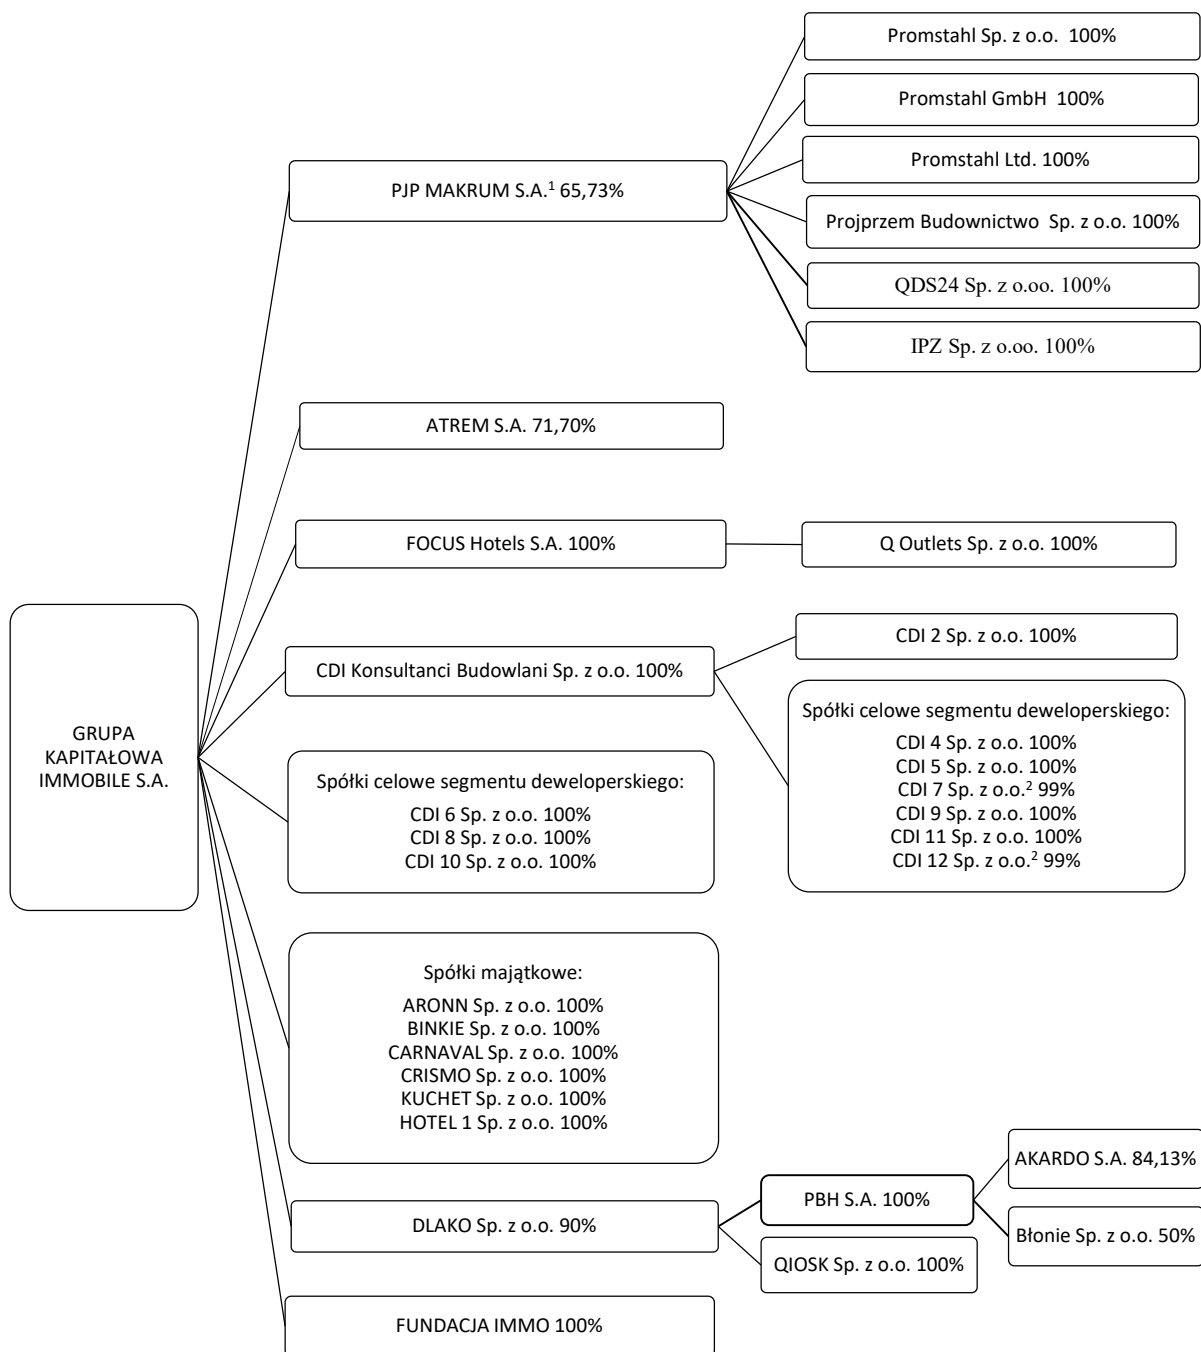 GRUPA
KAPITAŁOWA
IMMOBILE S.A.
PJP MAKRUM S.A.¹ 65,73%
Promstahl Sp. z o.o. 100%
Promstahl GmbH 100%
Promstahl Ltd. 100%
Projprzem Budownictwo Sp. z o.o. 100%
QDS24 Sp. z o.oo. 100%
IPZ Sp. z o.oo. 100%
ATREM S.A. 71,70%
FOCUS Hotels S.A. 100%
Q Outlets Sp. z o.o. 100%
CDI Konsultanci Budowlani Sp. z o.o. 100%
CDI 2 Sp. z o.o. 100%
Spółki celowe segmentu deweloperskiego:
CDI 4 Sp. z o.o. 100%
CDI 5 Sp. z o.o. 100%
CDI 7 Sp. z o.o.² 99%
CDI 9 Sp. z o.o. 100%
CDI 11 Sp. z o.o. 100%
CDI 12 Sp. z o.o.² 99%
Spółki celowe segmentu deweloperskiego:
CDI 6 Sp. z o.o. 100%
CDI 8 Sp. z o.o. 100%
CDI 10 Sp. z o.o. 100%
Spółki majątkowe:
ARONN Sp. z o.o. 100%
BINKIE Sp. z o.o. 100%
CARNAVAL Sp. z o.o. 100%
CRISMO Sp. z o.o. 100%
KUCHET Sp. z o.o. 100%
HOTEL 1 Sp. z o.o. 100%
DLAKO Sp. z o.o. 90%
PBH S.A. 100%
AKARDO S.A. 84,13%
Błonie Sp. z o.o. 50%
QIOSK Sp. z o.o. 100%
FUNDACJA IMMO 100%